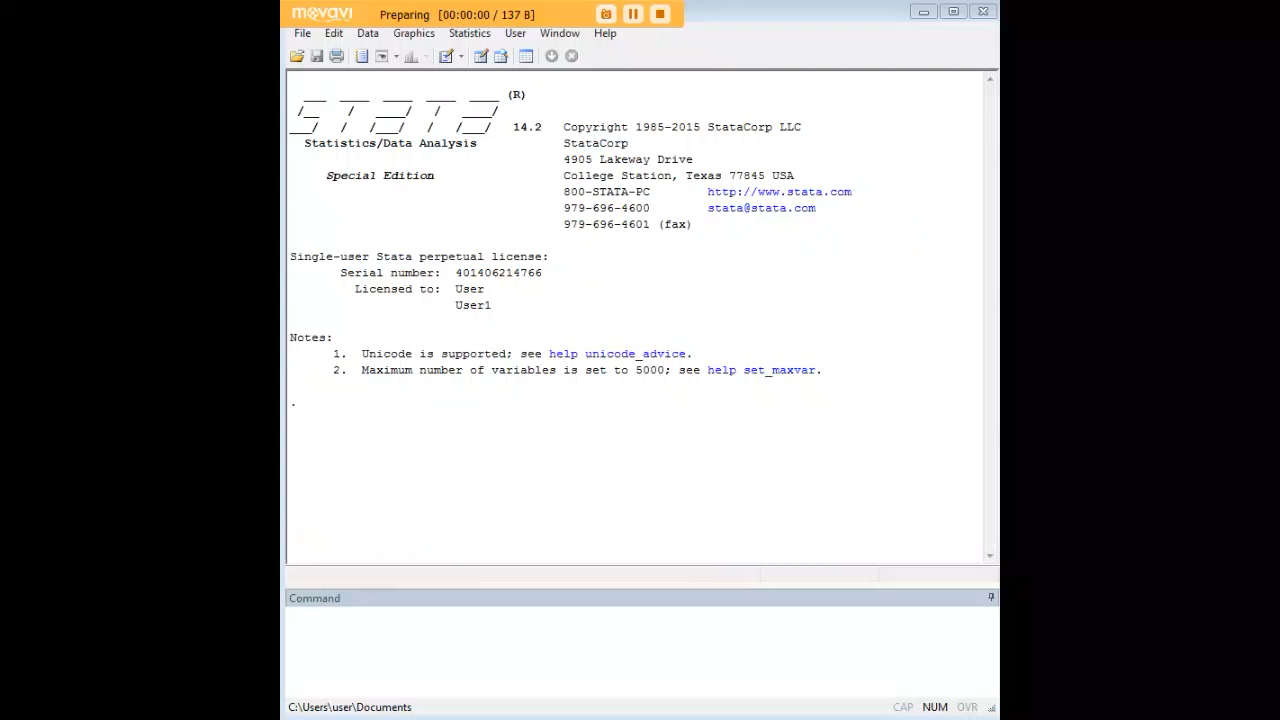 movavi Preparing [00:00:00 / 137 B]
File Edit Data Graphics Statistics User Window Help
(R)
STATA 14.2 Copyright 1985-2015 StataCorp LLC
Statistics/Data Analysis StataCorp
4905 Lakeway Drive
Special Edition College Station, Texas 77845 USA
800-STATA-PC http://www.stata.com
979-696-4600 stata@stata.com
979-696-4601 (fax)
Single-user Stata perpetual license:
Serial number: 401406214766
Licensed to: User
User1
Notes:
1. Unicode is supported; see help unicode_advice.
2. Maximum number of variables is set to 5000; see help set_maxvar.
.
Command
C:\Users\user\Documents CAP NUM OVR